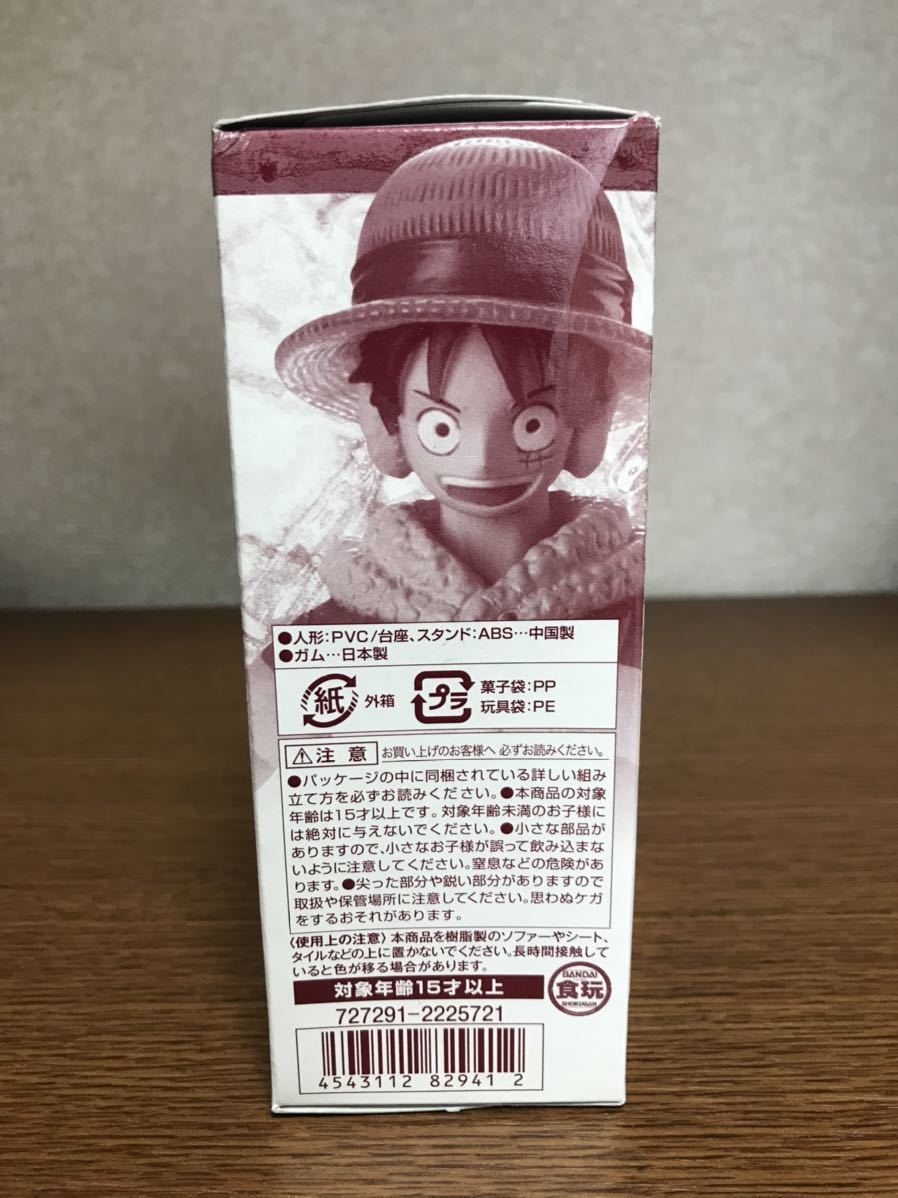 ●人形:PVC/台座、スタンド:ABS…中国製
●ガム…日本製
紙 外箱 プラ 菓子袋:PP
玩具袋:PE
⚠注意 お買い上げのお客様へ 必ずお読みください。
●パッケージの中に同梱されている詳しい組み
立て方を必ずお読みください。●本商品の対象
年齢は15才以上です。対象年齢未満のお子様に
は絶対に与えないでください。●小さな部品が
ありますので、小さなお子様が誤って飲み込まな
いように注意してください。窒息などの危険があ
ります。●尖った部分や鋭い部分がありますので
取扱や保管場所に注意してください。思わぬケガ
をするおそれがあります。
〈使用上の注意〉本商品を樹脂製のソファーやシート、
タイルなどの上に置かないでください。長時間接触して
いると色が移る場合があります。
対象年齢15才以上
BANDAI
食玩
SHOKUGAN
727291-2225721
4543112 82941 2